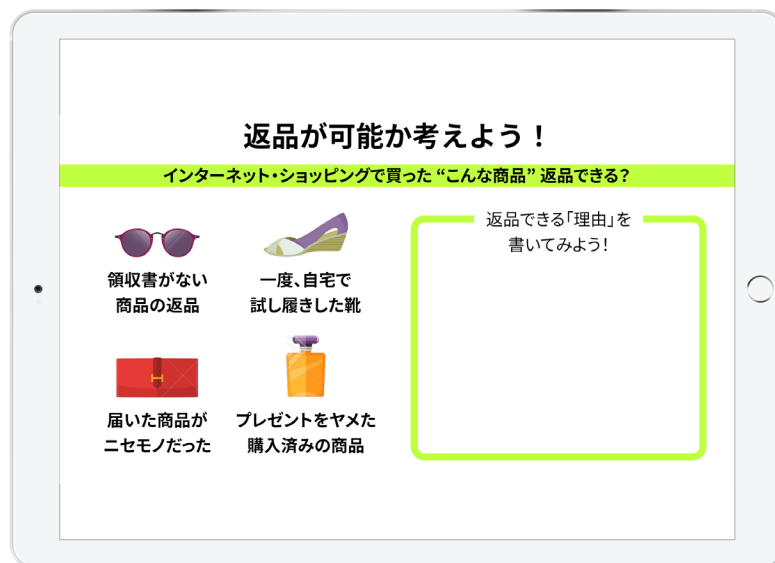 返品が可能か考えよう！
インターネット・ショッピングで買った“こんな商品”返品できる？
領収書がない
商品の返品
一度、自宅で
試し履きした靴
届いた商品が
ニセモノだった
プレゼントをヤメた
購入済みの商品
返品できる「理由」を
書いてみよう！